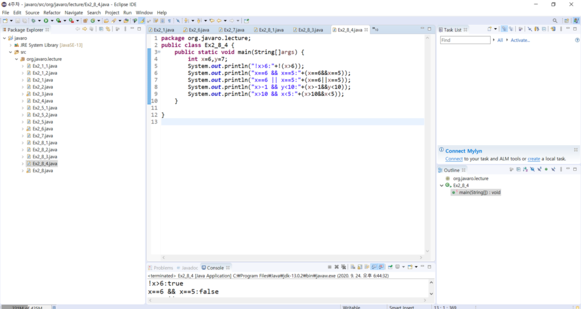 4주차 - javaro/src/org/javaro/lecture/Ex2_8_4.java - Eclipse IDE
File Edit Source Refactor Navigate Search Project Run Window Help
Package Explorer
javaro
JRE System Library [JavaSE-13]
src
org.javaro.lecture
Ex2_1_1.java
Ex2_1_2.java
Ex2_1.java
Ex2_2.java
Ex2_3.java
Ex2_4.java
Ex2_5_1.java
Ex2_5_2.java
Ex2_5.java
Ex2_6.java
Ex2_7.java
Ex2_8_1.java
Ex2_8_2.java
Ex2_8_3.java
Ex2_8_4.java
Ex2_8.java
Ex2_1.java Ex2_6.java Ex2_7.java Ex2_8_1.java Ex2_8_3.java Ex2_8_4.java
1 package org.javaro.lecture;
2 public class Ex2_8_4 {
3 public static void main(String[]args) {
4 int x=6,y=7;
5 System.out.println("!x>6:"+!(x>6));
6 System.out.println("x==6 && x==5:"+(x==6&&x==5));
7 System.out.println("x==6 || x==5:"+(x==6||x==5));
8 System.out.println("x>-1 && y<10:"+(x>-1&&y<10));
9 System.out.println("x>10 && x<5:"+(x>10&&x<5));
10 }
11
12 }
13
Problems Javadoc Console
<terminated> Ex2_8_4 [Java Application] C:\Program Files\Java\jdk-13.0.2\bin\javaw.exe (2020. 9. 24. 오후 6:44:32)
!x>6:true
x==6 && x==5:false
Task List
Find
All
Activate...
Connect Mylyn
Connect to your task and ALM tools or create a local task.
Outline
org.javaro.lecture
Ex2_8_4
main(String[]) : void
Writable
Smart Insert